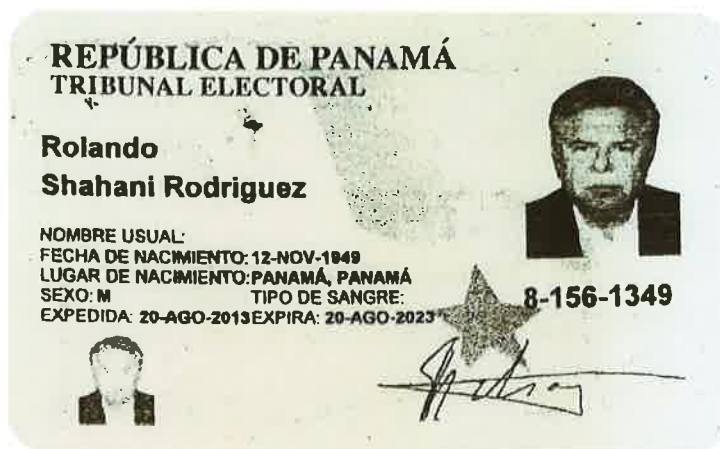 REPÚBLICA DE PANAMÁ
TRIBUNAL ELECTORAL
Rolando
Shahani Rodriguez
NOMBRE USUAL:
FECHA DE NACIMIENTO: 12-NOV-1949
LUGAR DE NACIMIENTO: PANAMÁ, PANAMÁ
SEXO: M TIPO DE SANGRE:
EXPEDIDA: 20-AGO-2013 EXPIRA: 20-AGO-2023
8-156-1349